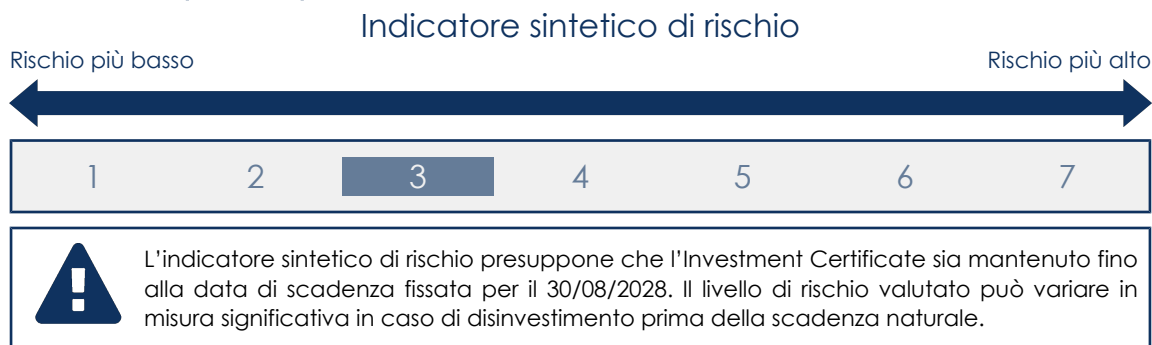 Indicatore sintetico di rischio
Rischio più basso Rischio più alto
1 2 3 4 5 6 7
L'indicatore sintetico di rischio presuppone che l'Investment Certificate sia mantenuto fino
alla data di scadenza fissata per il 30/08/2028. Il livello di rischio valutato può variare in
misura significativa in caso di disinvestimento prima della scadenza naturale.